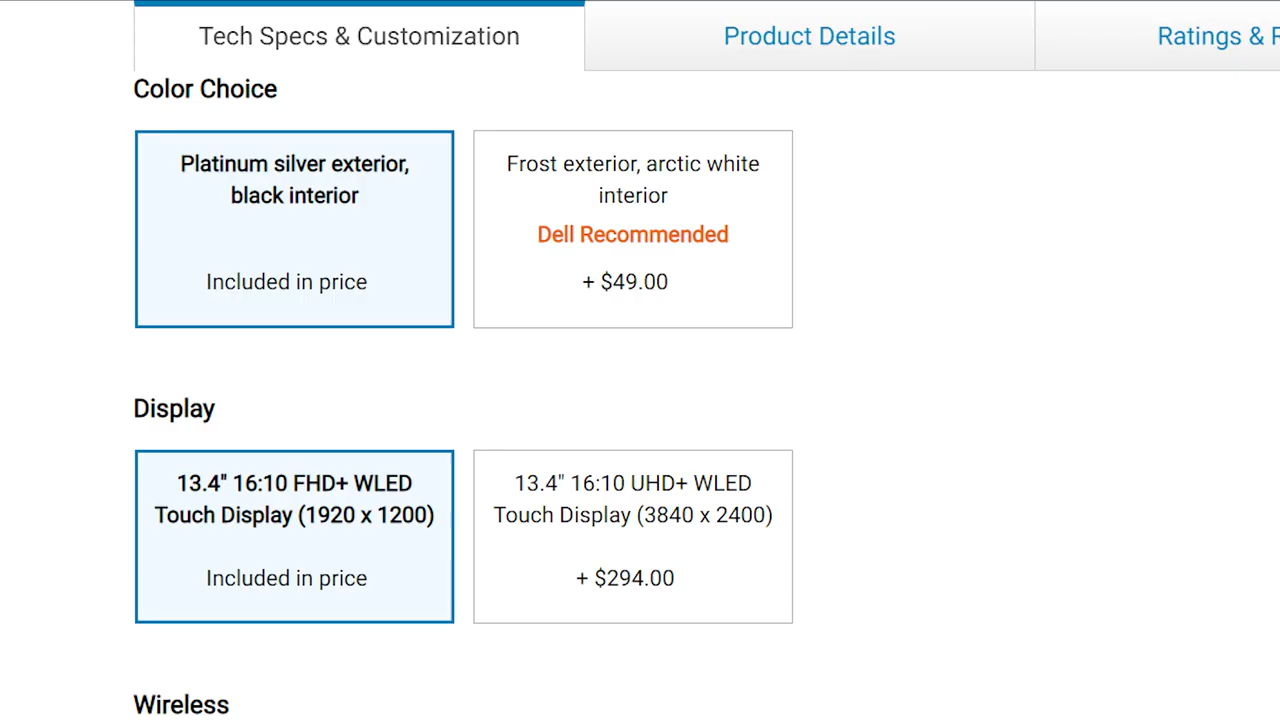 Tech Specs & Customization
Product Details
Ratings &
Color Choice
Platinum silver exterior,
black interior
Included in price
Frost exterior, arctic white
interior
Dell Recommended
+ $49.00
Display
13.4" 16:10 FHD+ WLED
Touch Display (1920 x 1200)
Included in price
13.4" 16:10 UHD+ WLED
Touch Display (3840 x 2400)
+ $294.00
Wireless